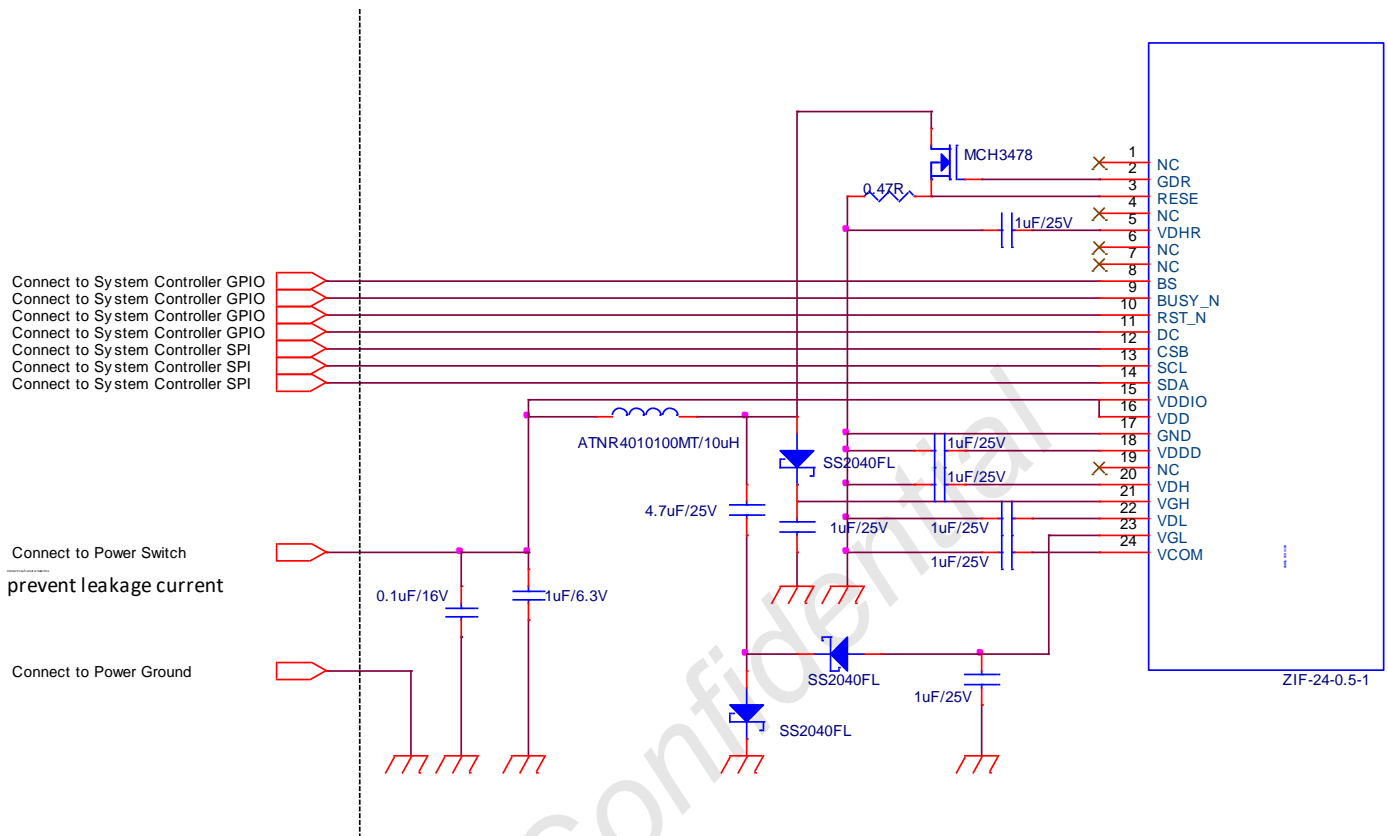 MCH3478
0.47R
1uF/25V
1
NC
2
GDR
3
RESE
4
NC
5
VDHR
6
NC
7
NC
8
BS
9
BUSY_N
10
RST_N
11
DC
12
CSB
13
SCL
14
SDA
15
VDDIO
16
VDD
17
GND
18
VDDD
19
NC
20
VDH
21
VGH
22
VDL
23
VGL
24
VCOM
Connect to System Controller GPIO
Connect to System Controller GPIO
Connect to System Controller GPIO
Connect to System Controller GPIO
Connect to System Controller SPI
Connect to System Controller SPI
Connect to System Controller SPI
ATNR4010100MT/10uH
1uF/25V
SS2040FL
1uF/25V
4.7uF/25V
1uF/25V
1uF/25V
1uF/25V
Connect to Power Switch
prevent leakage current
0.1uF/16V
1uF/6.3V
Connect to Power Ground
SS2040FL
1uF/25V
SS2040FL
ZIF-24-0.5-1
Confidential